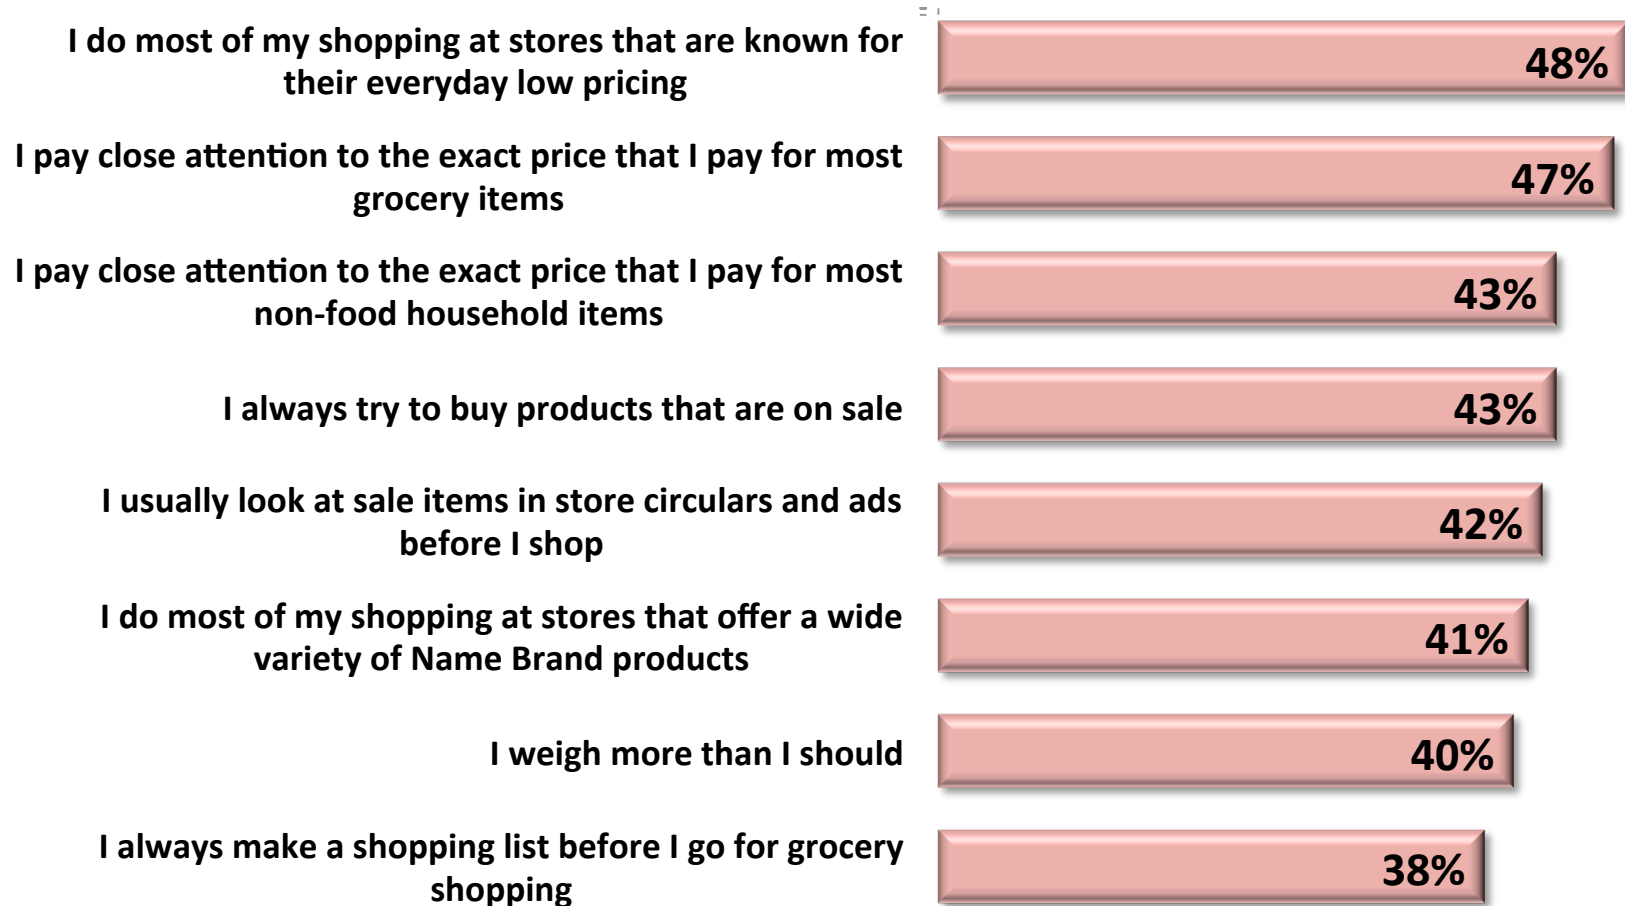 I do most of my shopping at stores that are known for
their everyday low pricing
48%
I pay close attention to the exact price that I pay for most
grocery items
47%
I pay close attention to the exact price that I pay for most
non-food household items
43%
I always try to buy products that are on sale
43%
I usually look at sale items in store circulars and ads
before I shop
42%
I do most of my shopping at stores that offer a wide
variety of Name Brand products
41%
I weigh more than I should
40%
I always make a shopping list before I go for grocery
shopping
38%